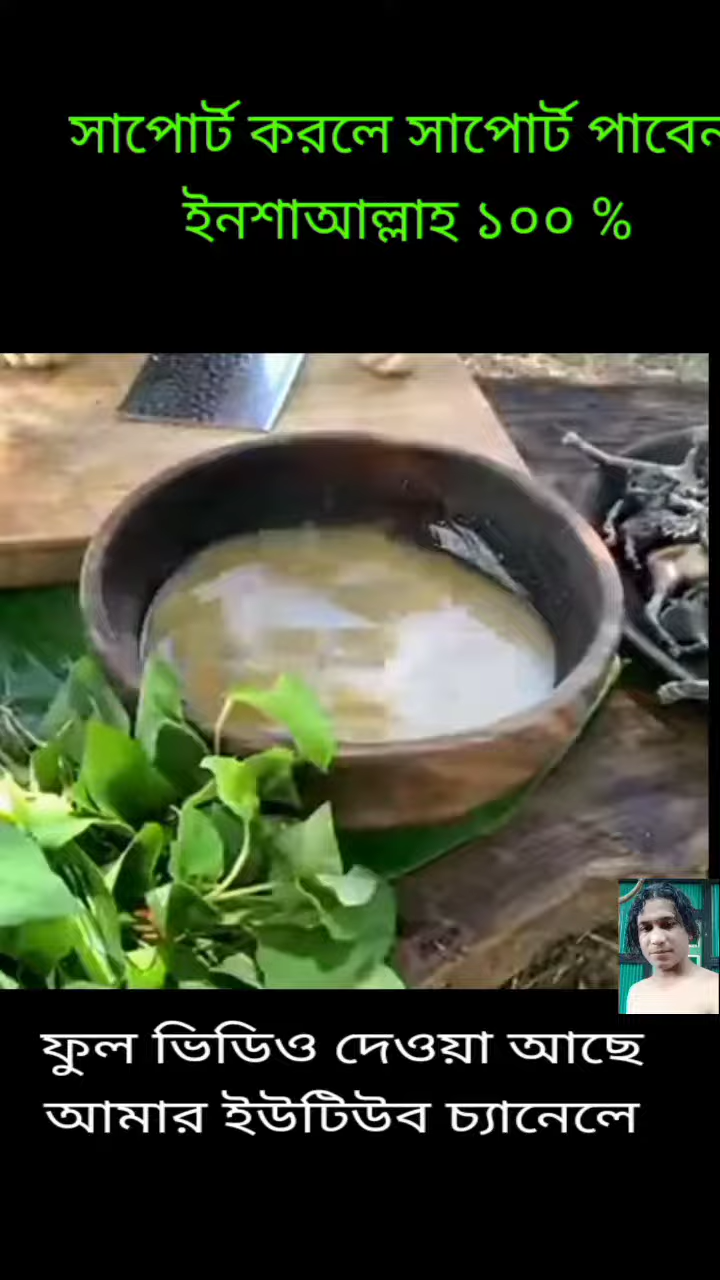 সাপোর্ট করলে সাপোর্ট পাবেন
ইনশাআল্লাহ ১০০ %
ফুল ভিডিও দেওয়া আছে
আমার ইউটিউব চ্যানেলে